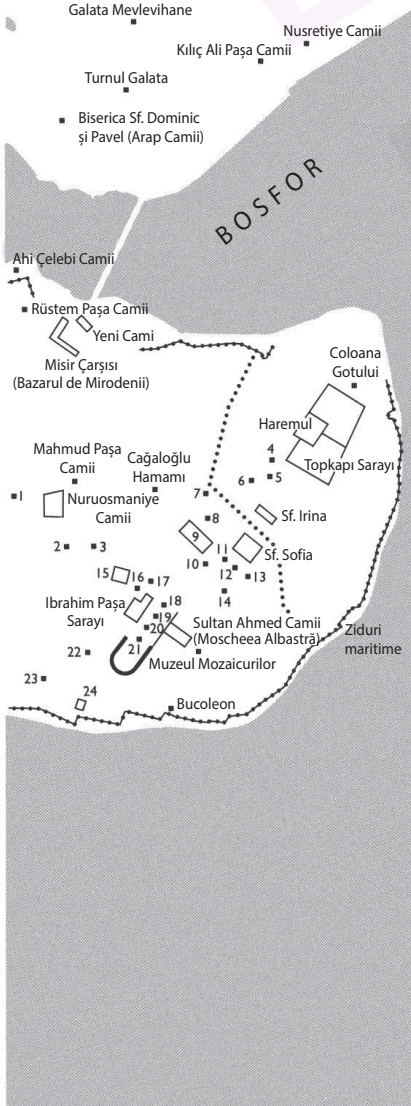 Galata Mevlevihane
Nusretiye Camii
Kılıç Ali Paşa Camii
Turnul Galata
Biserica Sf. Dominic
și Pavel (Arap Camii)
BOSFOR
Ahi Çelebi Camii
Rüstem Paşa Camii
Yeni Cami
Misir Çarşısı
(Bazarul de Mirodenii)
Coloana
Gotului
Haremul
4
Topkapı Sarayı
5
6
Mahmud Paşa
Camii
Cağaloğlu
Hamamı
7
1
Nuruosmaniye
Camii
8
Sf. Irina
9
2
3
11
Sf. Sofia
10
12
13
15
16
17
14
Ibrahim Paşa
Sarayı
18
19
Sultan Ahmed Camii
(Moscheea Albastră)
20
21
Ziduri
maritime
22
Muzeul Mozaicurilor
23
24
Bucoleon